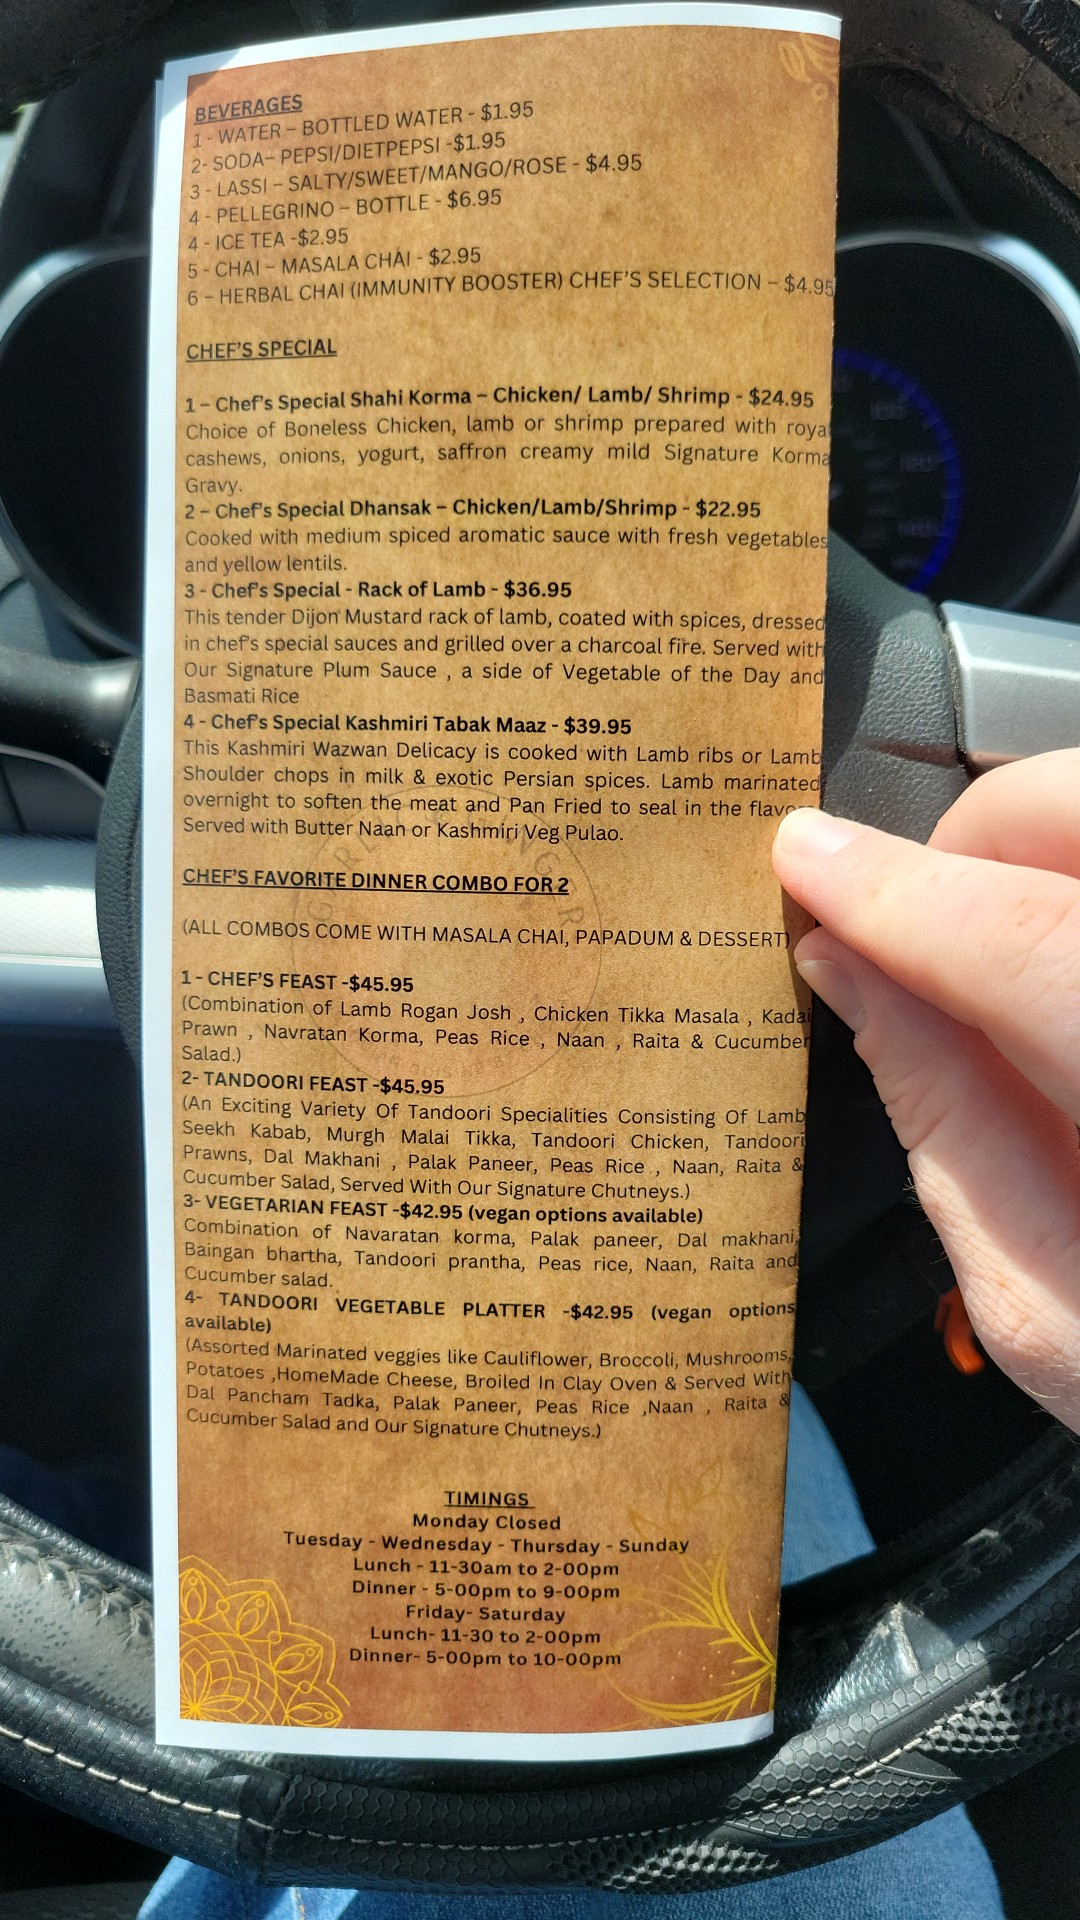 BEVERAGES
1 - WATER – BOTTLED WATER - $1.95
2- SODA– PEPSI/DIETPEPSI -$1.95
3 - LASSI – SALTY/SWEET/MANGO/ROSE - $4.95
4 - PELLEGRINO – BOTTLE - $6.95
4 - ICE TEA -$2.95
5 - CHAI – MASALA CHAI - $2.95
6 – HERBAL CHAI (IMMUNITY BOOSTER) CHEF'S SELECTION – $4.95
CHEF'S SPECIAL
1 – Chef's Special Shahi Korma – Chicken/ Lamb/ Shrimp - $24.95
Choice of Boneless Chicken, lamb or shrimp prepared with roya
cashews, onions, yogurt, saffron creamy mild Signature Korma
Gravy.
2 – Chef's Special Dhansak – Chicken/Lamb/Shrimp - $22.95
Cooked with medium spiced aromatic sauce with fresh vegetables
and yellow lentils.
3 - Chef's Special - Rack of Lamb - $36.95
This tender Dijon Mustard rack of lamb, coated with spices, dressed
in chef's special sauces and grilled over a charcoal fire. Served with
Our Signature Plum Sauce , a side of Vegetable of the Day and
Basmati Rice
4 - Chef's Special Kashmiri Tabak Maaz - $39.95
This Kashmiri Wazwan Delicacy is cooked with Lamb ribs or Lamb
Shoulder chops in milk & exotic Persian spices. Lamb marinated
overnight to soften the meat and Pan Fried to seal in the
Served with Butter Naan or Kashmiri Veg Pulao.
CHEF'S FAVORITE DINNER COMBO FOR 2
(ALL COMBOS COME WITH MASALA CHAI, PAPADUM & DESSERT)
1 - CHEF'S FEAST -$45.95
(Combination of Lamb Rogan Josh , Chicken Tikka Masala , Kadai
Prawn , Navratan Korma, Peas Rice , Naan , Raita & Cucumber
Salad.)
2- TANDOORI FEAST -$45.95
(An Exciting Variety Of Tandoori Specialities Consisting Of Lamb
Seekh Kabab, Murgh Malai Tikka, Tandoori Chicken, Tandoori
Prawns, Dal Makhani , Palak Paneer, Peas Rice , Naan, Raita &
Cucumber Salad, Served With Our Signature Chutneys.)
3- VEGETARIAN FEAST -$42.95 (vegan options available)
Combination of Navaratan korma, Palak paneer, Dal makhani,
Baingan bhartha, Tandoori prantha, Peas rice, Naan, Raita and
Cucumber salad.
4- TANDOORI VEGETABLE PLATTER -$42.95 (vegan options
available)
(Assorted Marinated veggies like Cauliflower, Broccoli, Mushrooms,
Potatoes ,HomeMade Cheese, Broiled In Clay Oven & Served With
Dal Pancham Tadka, Palak Paneer, Peas Rice ,Naan , Raita &
Cucumber Salad and Our Signature Chutneys.)
TIMINGS
Monday Closed
Tuesday - Wednesday - Thursday - Sunday
Lunch - 11-30am to 2-00pm
Dinner - 5-00pm to 9-00pm
Friday- Saturday
Lunch- 11-30 to 2-00pm
Dinner- 5-00pm to 10-00pm